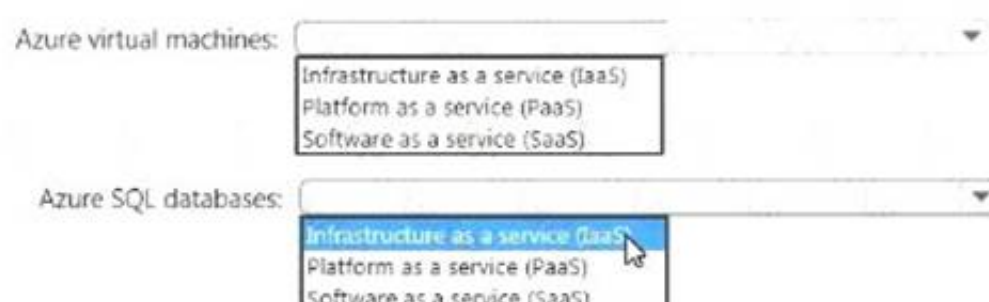 Azure virtual machines:
Infrastructure as a service (IaaS)
Platform as a service (PaaS)
Software as a service (SaaS)
Azure SQL databases:
Infrastructure as a service (IaaS)
Platform as a service (PaaS)
Software as a service (SaaS)